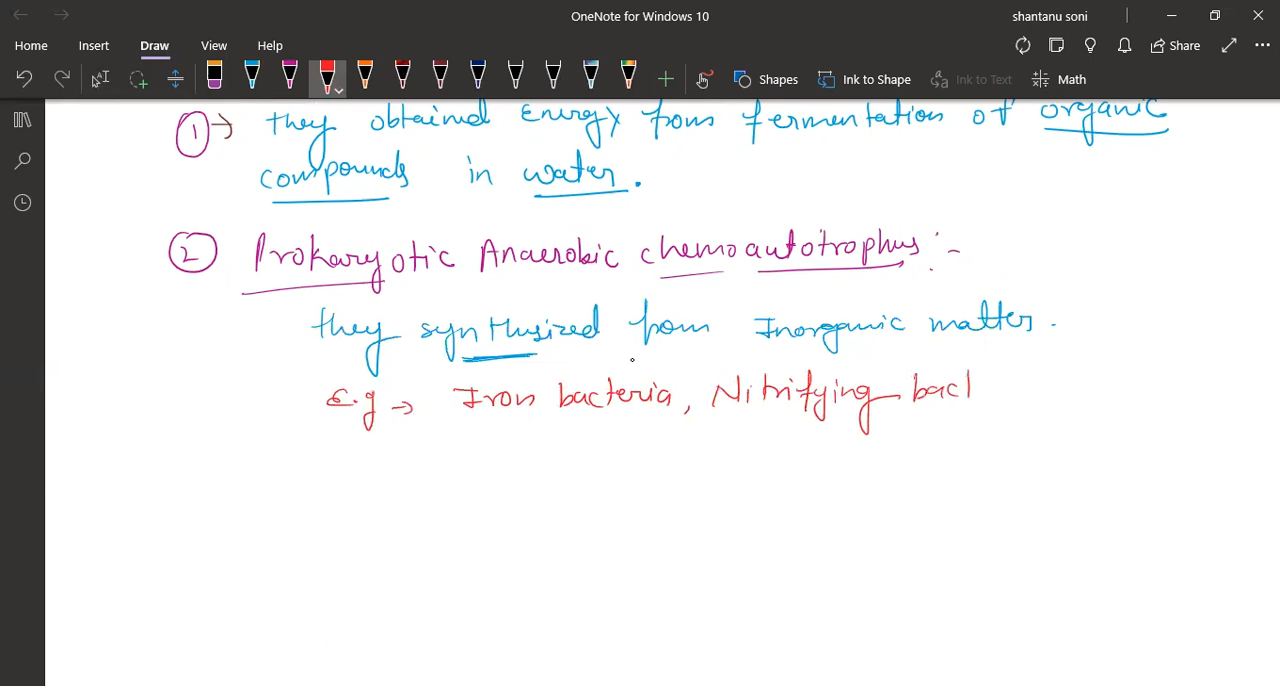 OneNote for Windows 10
shantanu soni
Home Insert Draw View Help
Share
Shapes Ink to Shape Ink to Text Math
1 → they obtained Energy from fermentation of organic
compounds in water.
2 Prokaryotic Anaerobic chemoautotrophus :-
they synthusized from Inorganic matter.
E.g → Iron bacteria, Nitrifying bacl